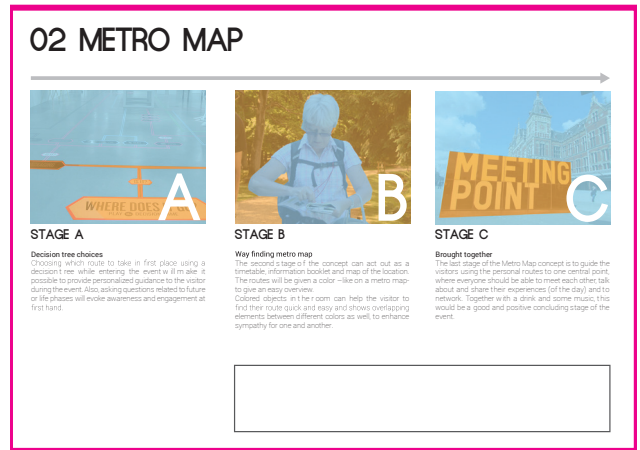 02 METRO MAP
WHERE DOES
A
B
MEETING
POINT
C
STAGE A
Decision tree choices
Choosing which route to take in first place using a
decision tree while entering the event will make it
possible to provide personalized guidance to the visitor
during the event. Also, asking questions related to future
or life phases will evoke awareness and engagement at
first hand.
STAGE B
Way finding metro map
The second stage of the concept can act out as a
timetable, information booklet and map of the location.
The routes will be given a color –like on a metro map-
to give an easy overview.
Colored objects in the room can help the visitor to
find their route quick and easy and shows overlapping
elements between different colors as well, to enhance
sympathy for one and another.
STAGE C
Brought together
The last stage of the Metro Map concept is to guide the
visitors using the personal routes to one central point,
where everyone should be able to meet each other, talk
about and share their experiences (of the day) and to
network. Together with a drink and some music, this
would be a good and positive concluding stage of the
event.